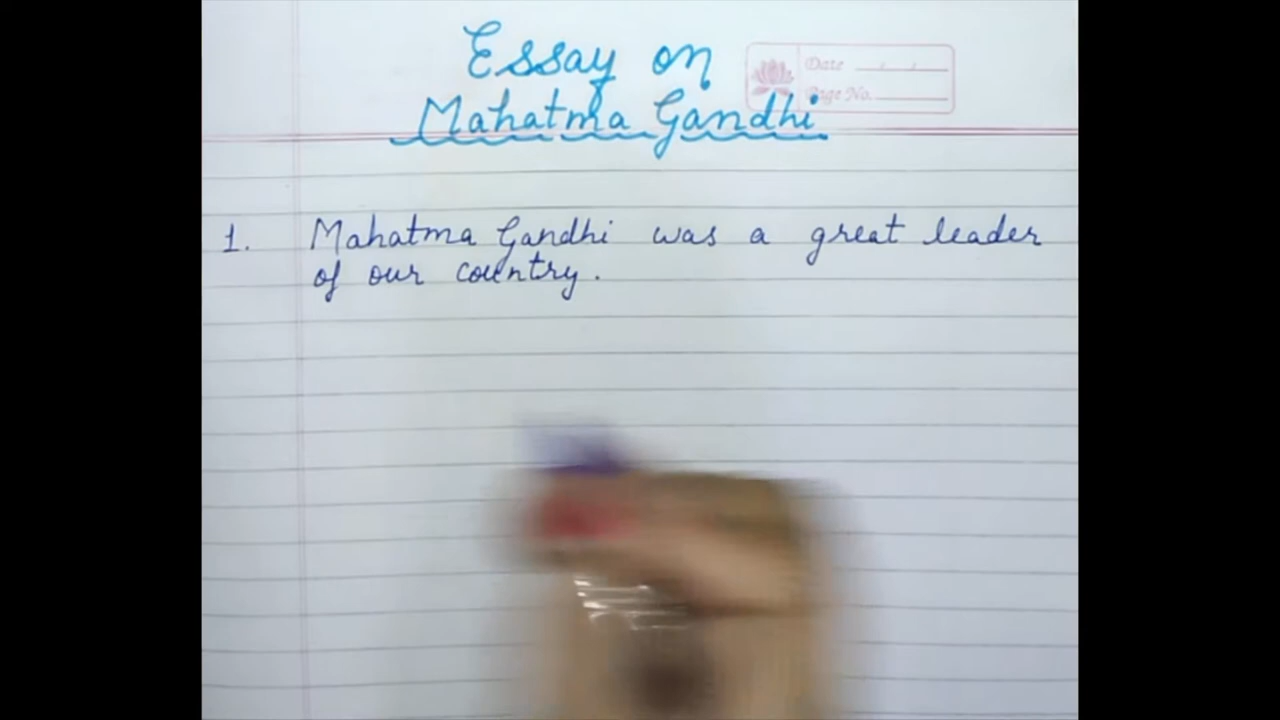 Essay on
Date
Page No.
Mahatma Gandhi
1. Mahatma Gandhi was a great leader
of our country.